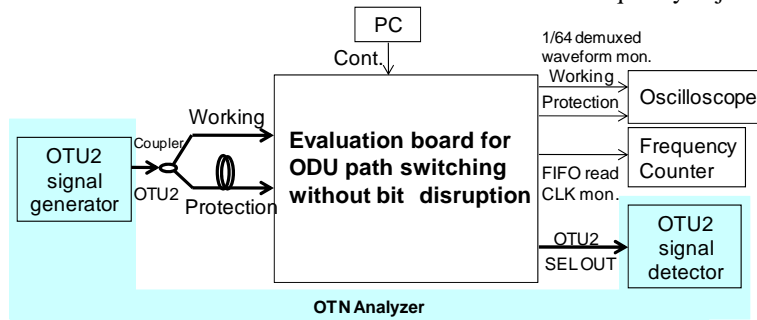 PC
Cont.
1/64 demuxed
waveform mon.
Working
Protection
Oscilloscope
Working
Coupler
OTU2
signal
generator
OTU2
Protection
Evaluation board for
ODU path switching
without bit disruption
Frequency
Counter
FIFO read
CLK mon.
OTU2
SEL OUT
OTU2
signal
detector
OTN Analyzer